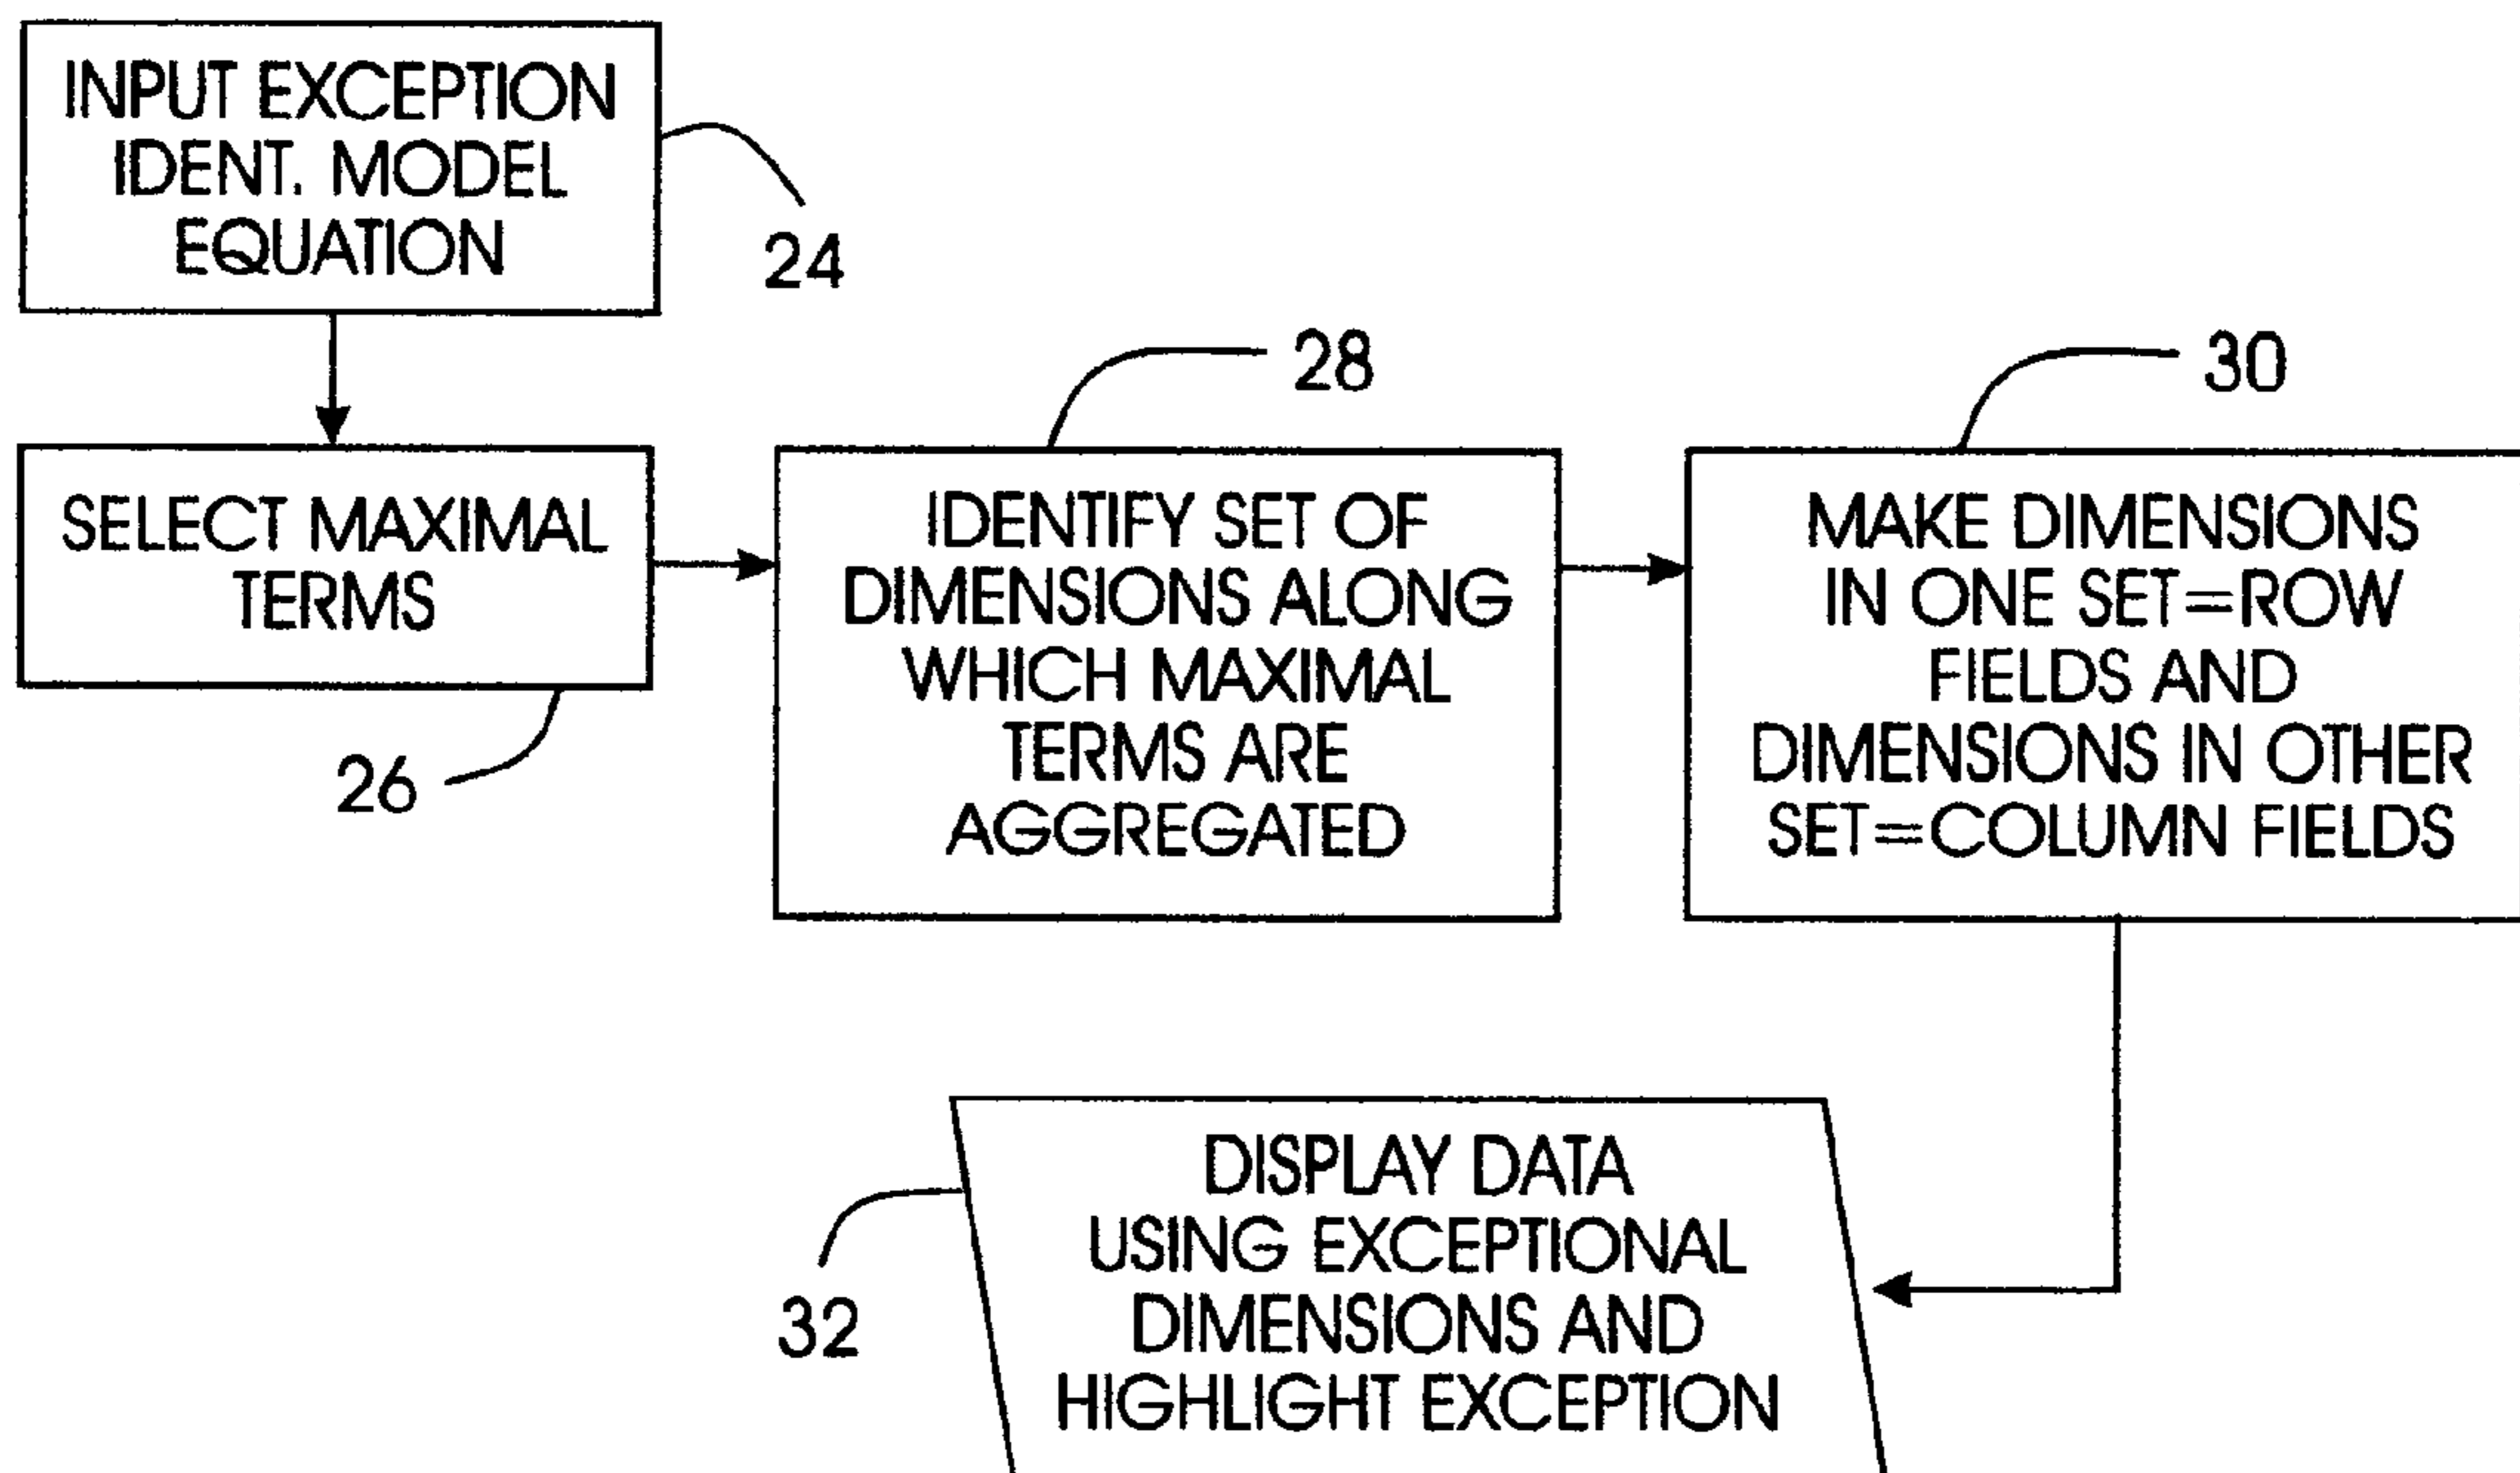 INPUT EXCEPTION
IDENT. MODEL
EQUATION
24
SELECT MAXIMAL
TERMS
26
28
IDENTIFY SET OF
DIMENSIONS ALONG
WHICH MAXIMAL
TERMS ARE
AGGREGATED
30
MAKE DIMENSIONS
IN ONE SET=ROW
FIELDS AND
DIMENSIONS IN OTHER
SET=COLUMN FIELDS
DISPLAY DATA
USING EXCEPTIONAL
DIMENSIONS AND
HIGHLIGHT EXCEPTION
32